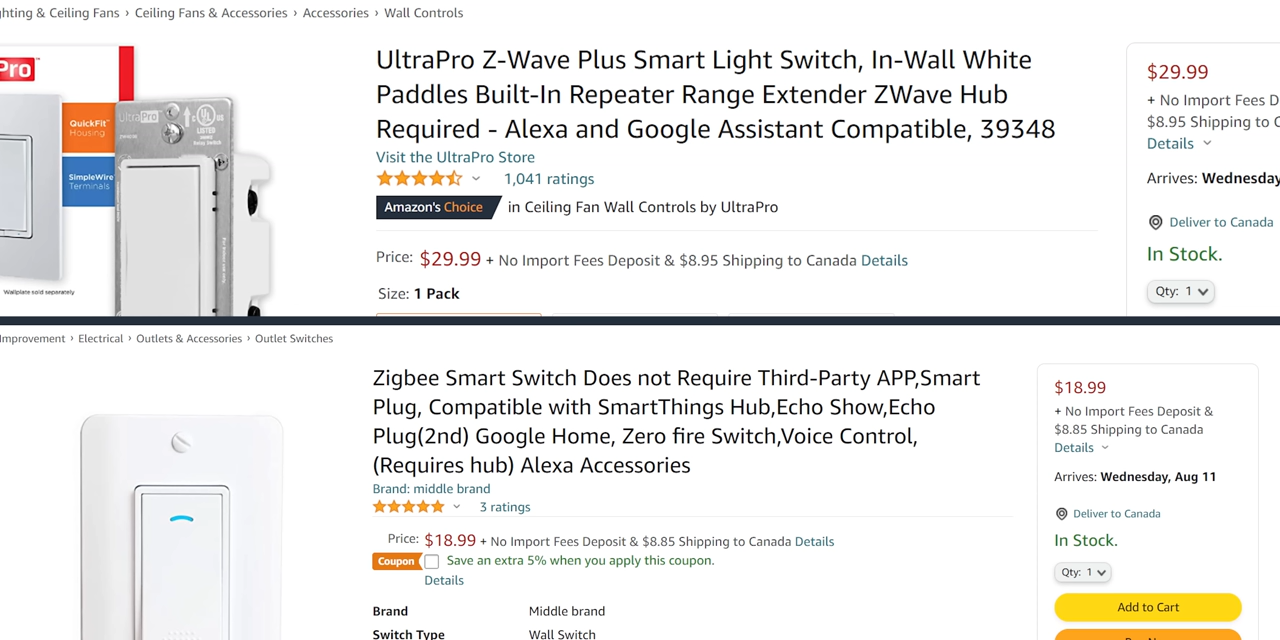 ghting & Ceiling Fans › Ceiling Fans & Accessories › Accessories › Wall Controls
Pro
QuickFit™
Housing
SimpleWire
Terminals
Wallplate sold separately
UltraPro
UL
LISTED
UltraPro Z-Wave Plus Smart Light Switch, In-Wall White
Paddles Built-In Repeater Range Extender ZWave Hub
Required - Alexa and Google Assistant Compatible, 39348
Visit the UltraPro Store
1,041 ratings
Amazon's Choice in Ceiling Fan Wall Controls by UltraPro
Price: $29.99 + No Import Fees Deposit & $8.95 Shipping to Canada Details
Size: 1 Pack
$29.99
+ No Import Fees D
$8.95 Shipping to C
Details
Arrives: Wednesday
Deliver to Canada
In Stock.
Qty: 1
Improvement › Electrical › Outlets & Accessories › Outlet Switches
Zigbee Smart Switch Does not Require Third-Party APP,Smart
Plug, Compatible with SmartThings Hub,Echo Show,Echo
Plug(2nd) Google Home, Zero fire Switch,Voice Control,
(Requires hub) Alexa Accessories
Brand: middle brand
3 ratings
Price: $18.99 + No Import Fees Deposit & $8.85 Shipping to Canada Details
Coupon Save an extra 5% when you apply this coupon.
Details
Brand Middle brand
Switch Type Wall Switch
$18.99
+ No Import Fees Deposit &
$8.85 Shipping to Canada
Details
Arrives: Wednesday, Aug 11
Deliver to Canada
In Stock.
Qty: 1
Add to Cart